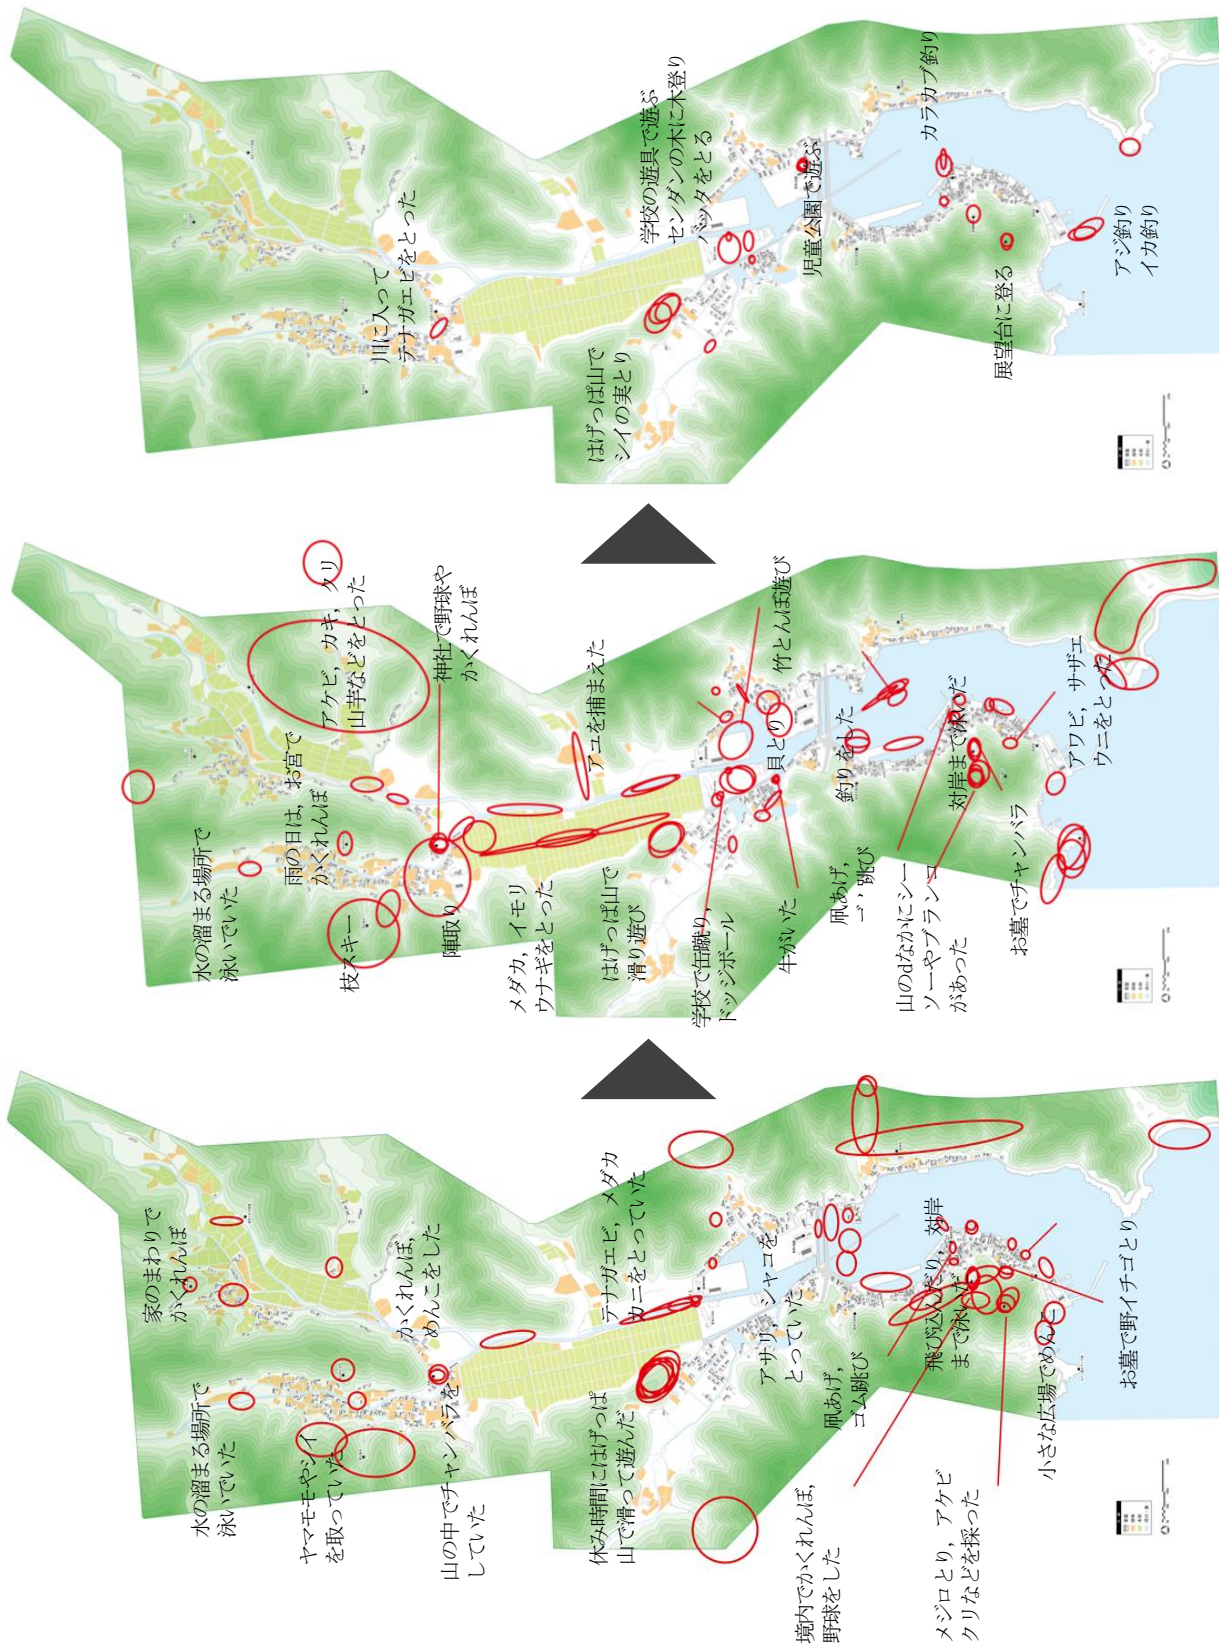 家のまわりで
かくれんぼ
水の溜まる場所で
泳いでいた
ヤマモモやシイ
を取っていた
かくれんぼ,
めんこをした
山の中でチャンバラを
していた
テナガエビ, メダカ
カニをとっていた
休み時間にはげっぱ
山で滑って遊んだ
アサリ, シャコを
とっていた
凧あげ,
ゴム跳び
境内でかくれんぼ,
野球をした
飛び込んだり, 対岸
まで泳いだ
メジロとり, アケビ
クリなどを採った
小さな広場でめんこ
お墓で野イチゴとり
水の溜まる場所で
泳いでいた
雨の日は, お宮で
かくれんぼ
アケビ, カキ, クリ
山芋などをとった
枝スキー
陣取り
神社で野球や
かくれんぼ
メダカ, イモリ
ウナギをとった
アユを捕まえた
はげっぱ山で
滑り遊び
学校で缶蹴り,
ドッジボール
竹とんぼ遊び
貝とり
牛がいた
釣りをした
凧あげ,
ゴム跳び
対岸まで泳いだ
山のdなかにシー
ソーやブランコ
があった
お墓でチャンバラ
アワビ, サザエ
ウニをとった
川に入って
テナガエビをとった
はげっぱ山で
シイの実とり
学校の遊具で遊ぶ
センダンの木に木登り
バッタをとる
児童公園で遊ぶ
カラカブ釣り
展望台に登る
アジ釣り
イカ釣り